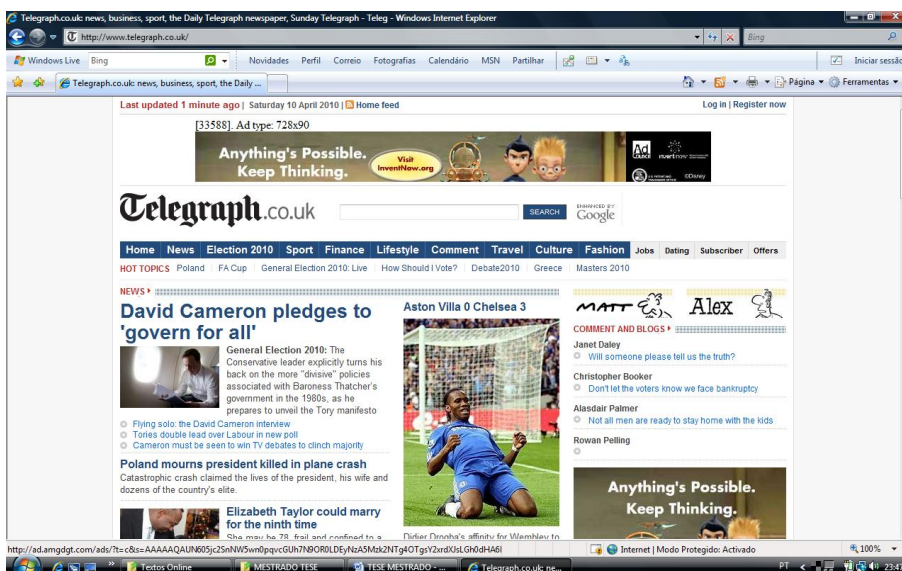 Telegraph.co.uk: news, business, sport, the Daily Telegraph newspaper, Sunday Telegraph - Teleg - Windows Internet Explorer
http://www.telegraph.co.uk/
Bing
Windows Live Bing Novidades Perfil Correio Fotografias Calendário MSN Partilhar Iniciar sessão
Telegraph.co.uk: news, business, sport, the Daily ... Página Ferramentas
Last updated 1 minute ago | Saturday 10 April 2010 | Home feed Log in | Register now
[33588]. Ad type: 728x90
Anything's Possible.
Keep Thinking.
Visit
InventNow.org
Ad
Council
invertnow
©Disney
Telegraph.co.uk SEARCH ENHANCED BY Google
Home News Election 2010 Sport Finance Lifestyle Comment Travel Culture Fashion Jobs Dating Subscriber Offers
HOT TOPICS Poland FA Cup General Election 2010: Live How Should I Vote? Debate2010 Greece Masters 2010
NEWS
David Cameron pledges to
'govern for all'
General Election 2010: The
Conservative leader explicitly turns his
back on the more "divisive" policies
associated with Baroness Thatcher's
government in the 1980s, as he
prepares to unveil the Tory manifesto
Flying solo: the David Cameron interview
Tories double lead over Labour in new poll
Cameron must be seen to win TV debates to clinch majority
Poland mourns president killed in plane crash
Catastrophic crash claimed the lives of the president, his wife and
dozens of the country's elite.
Elizabeth Taylor could marry
for the ninth time
She may be 78, frail and confined to a
Aston Villa 0 Chelsea 3
Didier Drogba's affinity for Wembley to
MATT Alex
COMMENT AND BLOGS
Janet Daley
Will someone please tell us the truth?
Christopher Booker
Don't let the voters know we face bankruptcy
Alasdair Palmer
Not all men are ready to stay home with the kids
Rowan Pelling
Anything's Possible.
Keep Thinking.
Internet | Modo Protegido: Activado 100%
Textos Online MESTRADO TESE TESE MESTRADO - ... Telegraph.co.uk: ne... PT 23:47